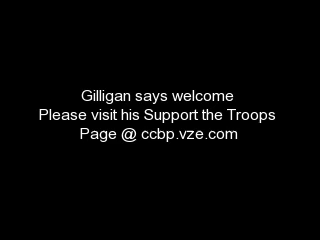 Gilligan says welcome
Please visit his Support the Troops
Page @ ccbp.vze.com